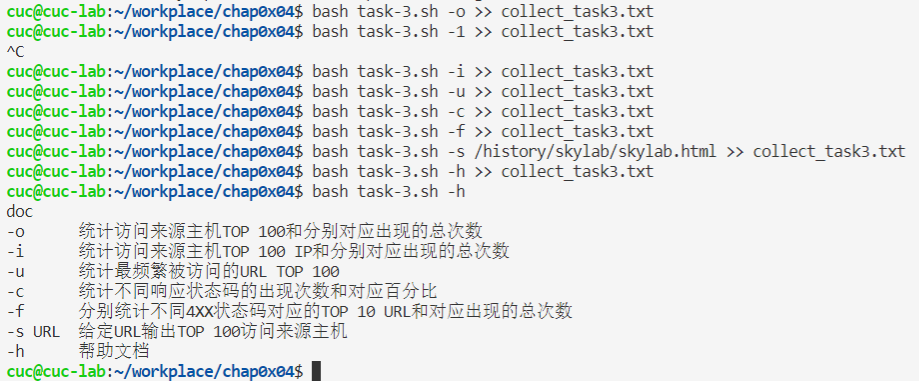 cuc@cuc-lab:~/workplace/chap0x04$ bash task-3.sh -o >> collect_task3.txt
cuc@cuc-lab:~/workplace/chap0x04$ bash task-3.sh -1 >> collect_task3.txt
^C
cuc@cuc-lab:~/workplace/chap0x04$ bash task-3.sh -i >> collect_task3.txt
cuc@cuc-lab:~/workplace/chap0x04$ bash task-3.sh -u >> collect_task3.txt
cuc@cuc-lab:~/workplace/chap0x04$ bash task-3.sh -c >> collect_task3.txt
cuc@cuc-lab:~/workplace/chap0x04$ bash task-3.sh -f >> collect_task3.txt
cuc@cuc-lab:~/workplace/chap0x04$ bash task-3.sh -s /history/skylab/skylab.html >> collect_task3.txt
cuc@cuc-lab:~/workplace/chap0x04$ bash task-3.sh -h >> collect_task3.txt
cuc@cuc-lab:~/workplace/chap0x04$ bash task-3.sh -h
doc
-o 统计访问来源主机TOP 100和分别对应出现的总次数
-i 统计访问来源主机TOP 100 IP和分别对应出现的总次数
-u 统计最频繁被访问的URL TOP 100
-c 统计不同响应状态码的出现次数和对应百分比
-f 分别统计不同4XX状态码对应的TOP 10 URL和对应出现的总次数
-s URL 给定URL输出TOP 100访问来源主机
-h 帮助文档
cuc@cuc-lab:~/workplace/chap0x04$